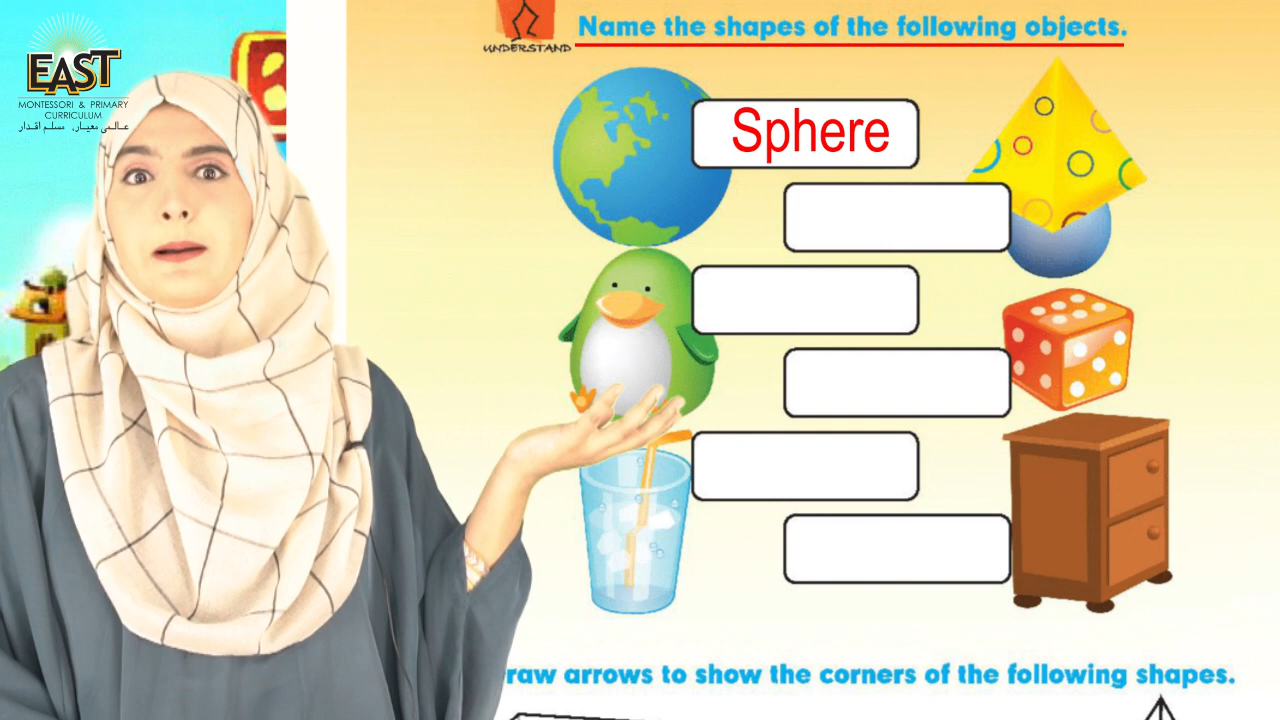 EAST
MONTESSORI & PRIMARY
CURRICULUM
عالمی معیار، مسلم اقدار
B
UNDERSTAND
Name the shapes of the following objects.
Sphere
raw arrows to show the corners of the following shapes.